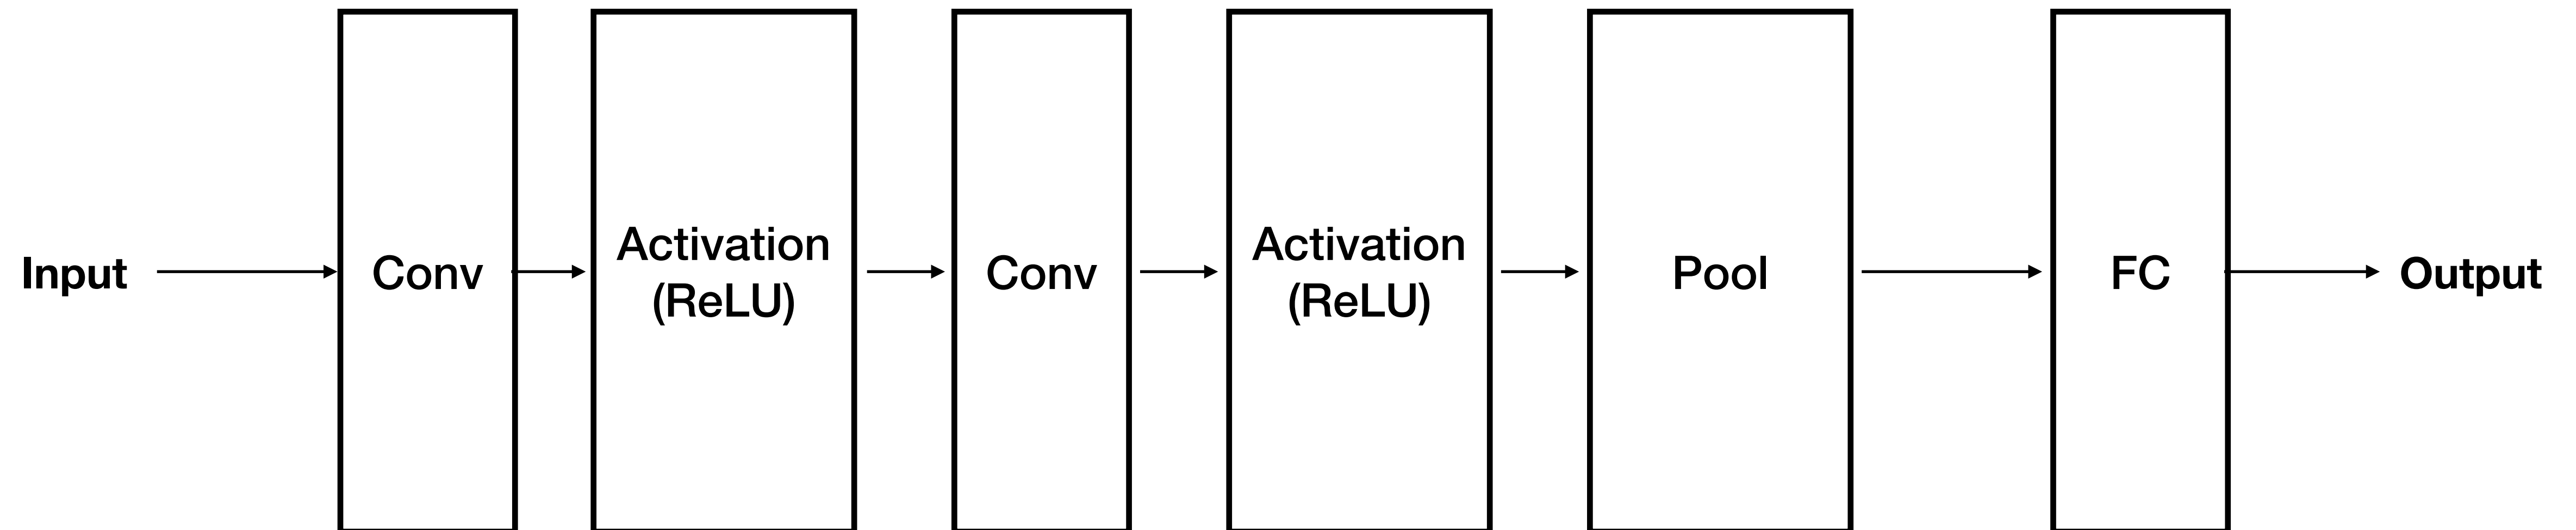 Input
Conv
Activation
(ReLU)
Conv
Activation
(ReLU)
Pool
FC
Output